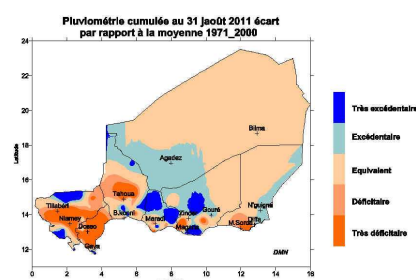 Pluviométrie cumulée au 31 jaoût 2011 écart
par rapport à la moyenne 1971_2000
24
22
20
18
16
14
12
Latitude
Bilma
Agadez
Tahoua
Tillabéri
Niamey
Dosso
Gaya
B.Konni
Maradi
Zinder
Magaria
Gouré
N'guigmi
Diffa
M.Soroa
DMN
0 2 4 6 8 10 12 14 16
Très excédentaire
Excédentaire
Equivalent
Déficitaire
Très déficitaire